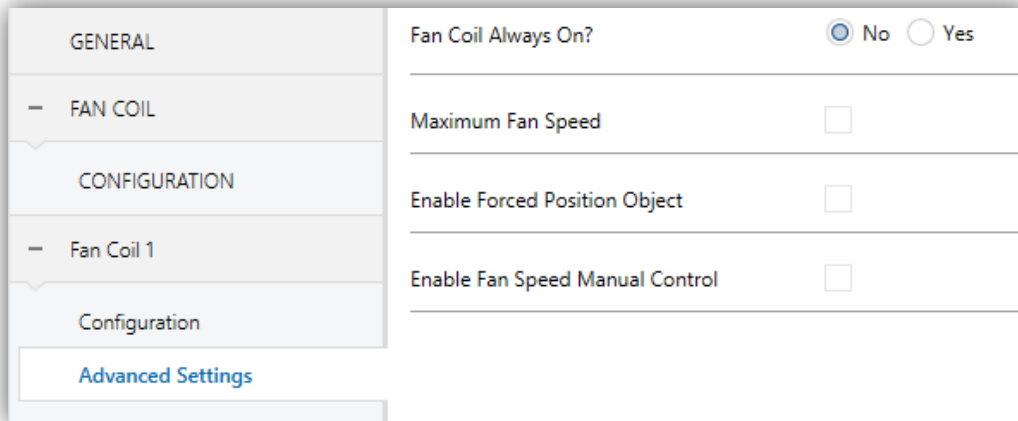 GENERAL
FAN COIL
CONFIGURATION
Fan Coil 1
Configuration
Advanced Settings
Fan Coil Always On?
No Yes
Maximum Fan Speed
Enable Forced Position Object
Enable Fan Speed Manual Control